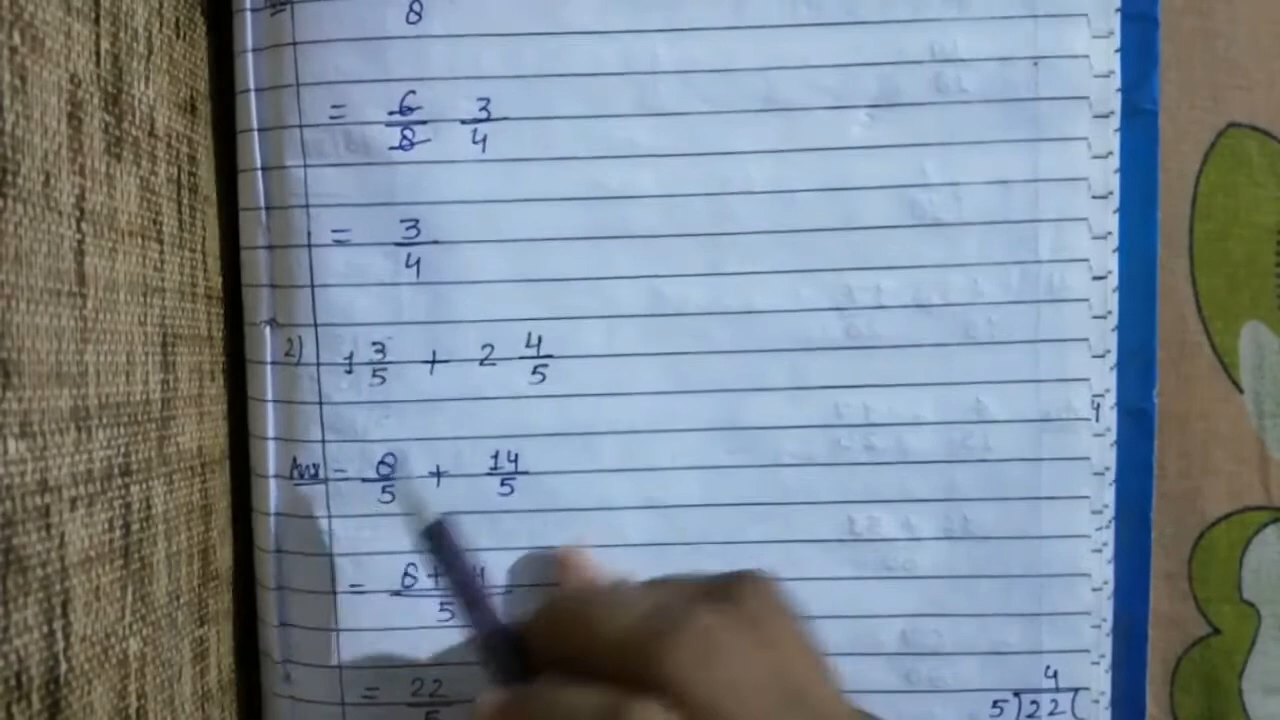 8
= 6/8 3/4
= 3/4
2) 1 3/5 + 2 4/5
Ans = 8/5 + 14/5
= 8+14/5
= 22/5
4
5)22(